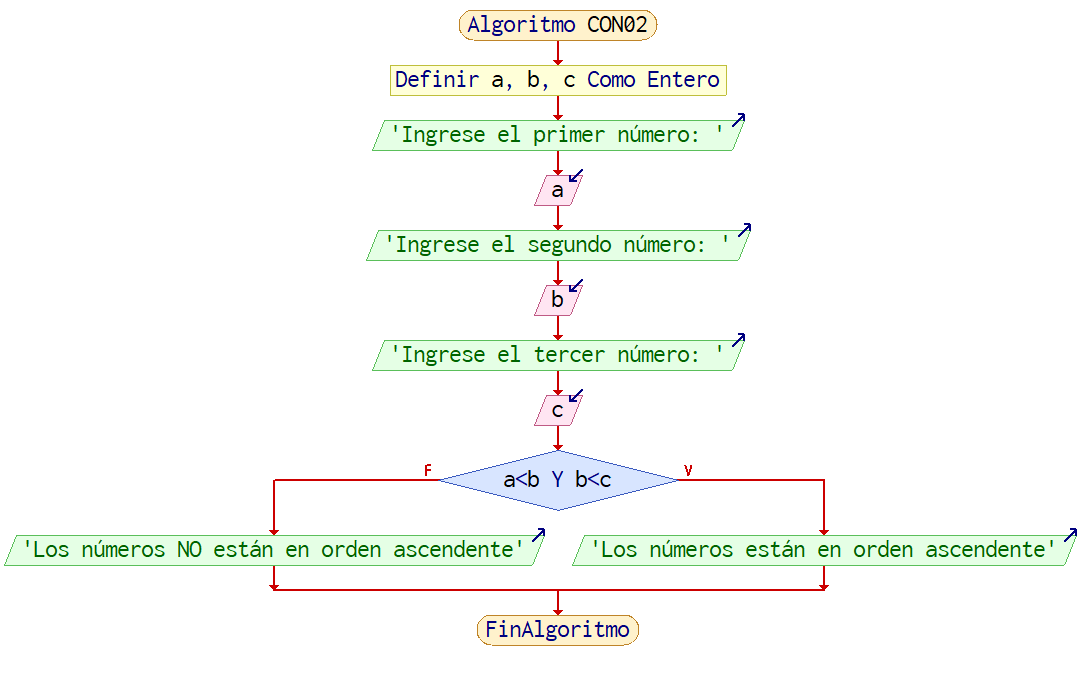 Algoritmo CON02
Definir a, b, c Como Entero
'Ingrese el primer número: '
a
'Ingrese el segundo número: '
b
'Ingrese el tercer número: '
c
F
V
a<b Y b<c
'Los números NO están en orden ascendente'
'Los números están en orden ascendente'
FinAlgoritmo